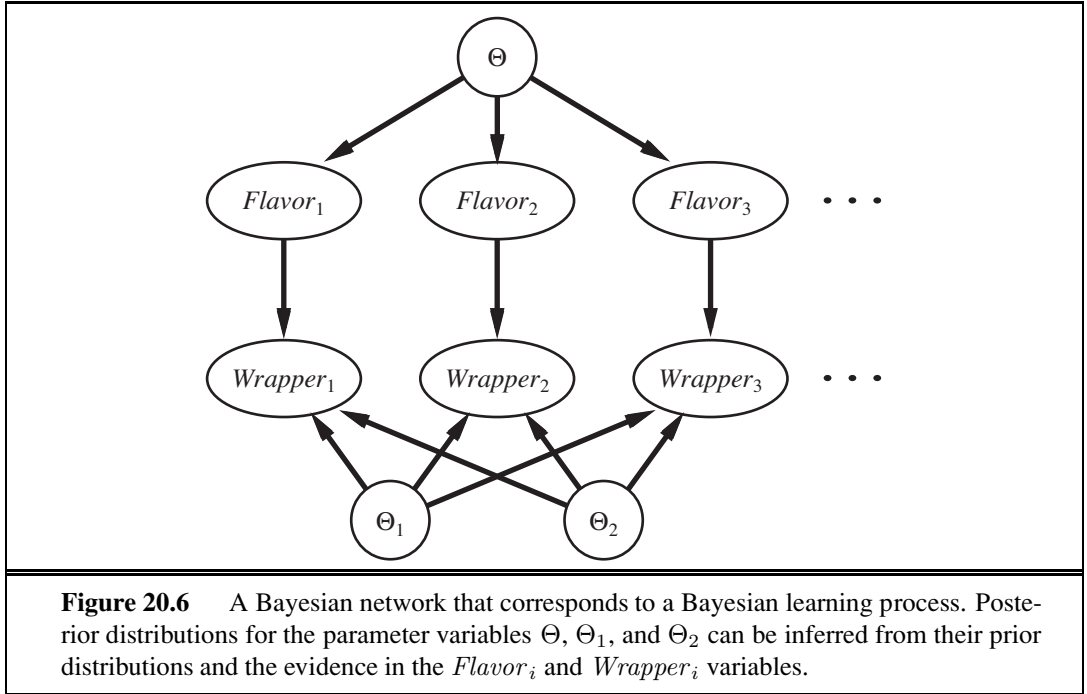 Θ
Flavor₁ Flavor₂ Flavor₃ · · ·
Wrapper₁ Wrapper₂ Wrapper₃ · · ·
Θ₁ Θ₂
Figure 20.6 A Bayesian network that corresponds to a Bayesian learning process. Poste-
rior distributions for the parameter variables Θ, Θ₁, and Θ₂ can be inferred from their prior
distributions and the evidence in the Flavorᵢ and Wrapperᵢ variables.